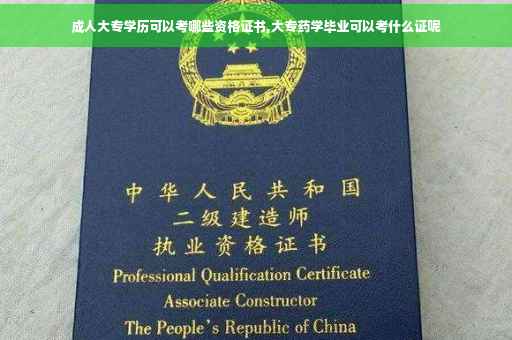 成人大专学历可以考哪些资格证书,大专药学毕业可以考什么证呢
中华人民共和国
二级建造师
执业资格证书
Professional Qualification Certificate
Associate Constructor
The People's Republic of China